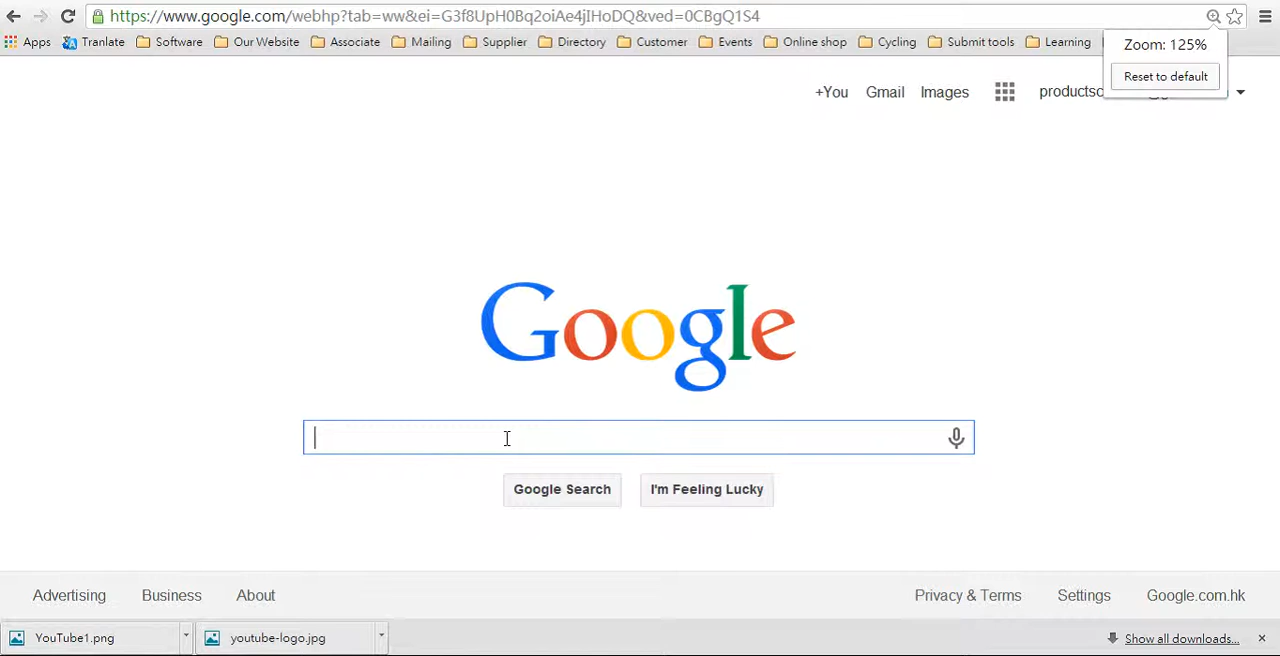 https://www.google.com/webhp?tab=ww&ei=G3f8UpH0Bq2oiAe4jIHoDQ&ved=0CBgQ1S4
Apps Tranlate Software Our Website Associate Mailing Supplier Directory Customer Events Online shop Cycling Submit tools Learning
Zoom: 125%
Reset to default
+You Gmail Images
Google
Google Search I'm Feeling Lucky
Advertising Business About Privacy & Terms Settings Google.com.hk
YouTube1.png youtube-logo.jpg Show all downloads...